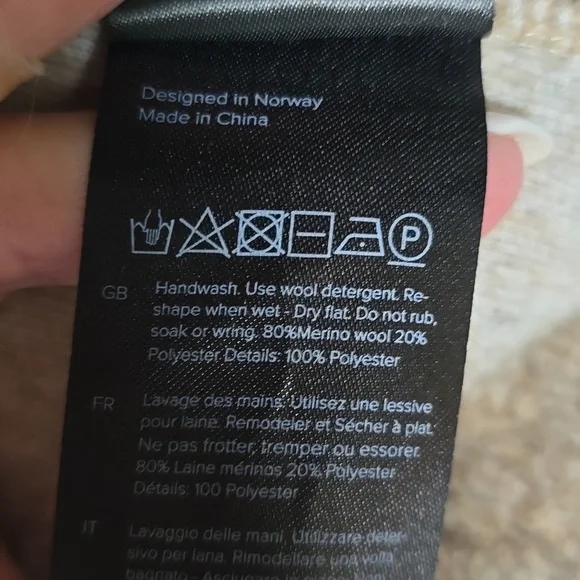 Designed in Norway
Made in China
P
GB Handwash. Use wool detergent. Re-
shape when wet - Dry flat. Do not rub,
soak or wring. 80%Merino wool 20%
Polyester Details: 100% Polyester
FR Lavage des mains. Utilisez une lessive
pour laine. Remodeler et Sécher à plat.
Ne pas frotter, tremper ou essorer.
80% Laine mérinos 20% Polyester
Détails: 100 Polyester
IT Lavaggio delle mani, Utilizzare deter-
sivo per lana. Rimodellare una volta
bagnato - Asciugare